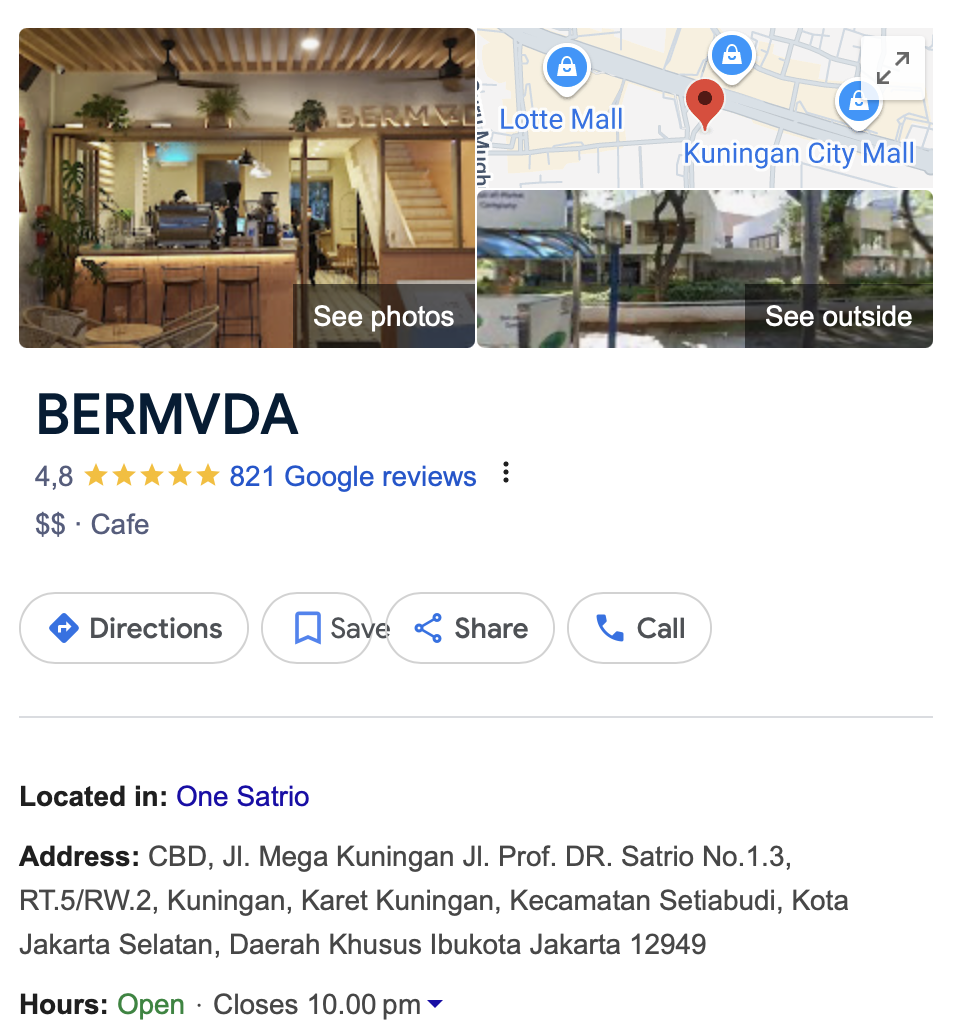 BERMVD
See photos
Lotte Mall
Kuningan City Mall
See outside
BERMVDA
4,8 821 Google reviews
$$ · Cafe
Directions Save Share Call
Located in: One Satrio
Address: CBD, Jl. Mega Kuningan Jl. Prof. DR. Satrio No.1.3,
RT.5/RW.2, Kuningan, Karet Kuningan, Kecamatan Setiabudi, Kota
Jakarta Selatan, Daerah Khusus Ibukota Jakarta 12949
Hours: Open · Closes 10.00 pm